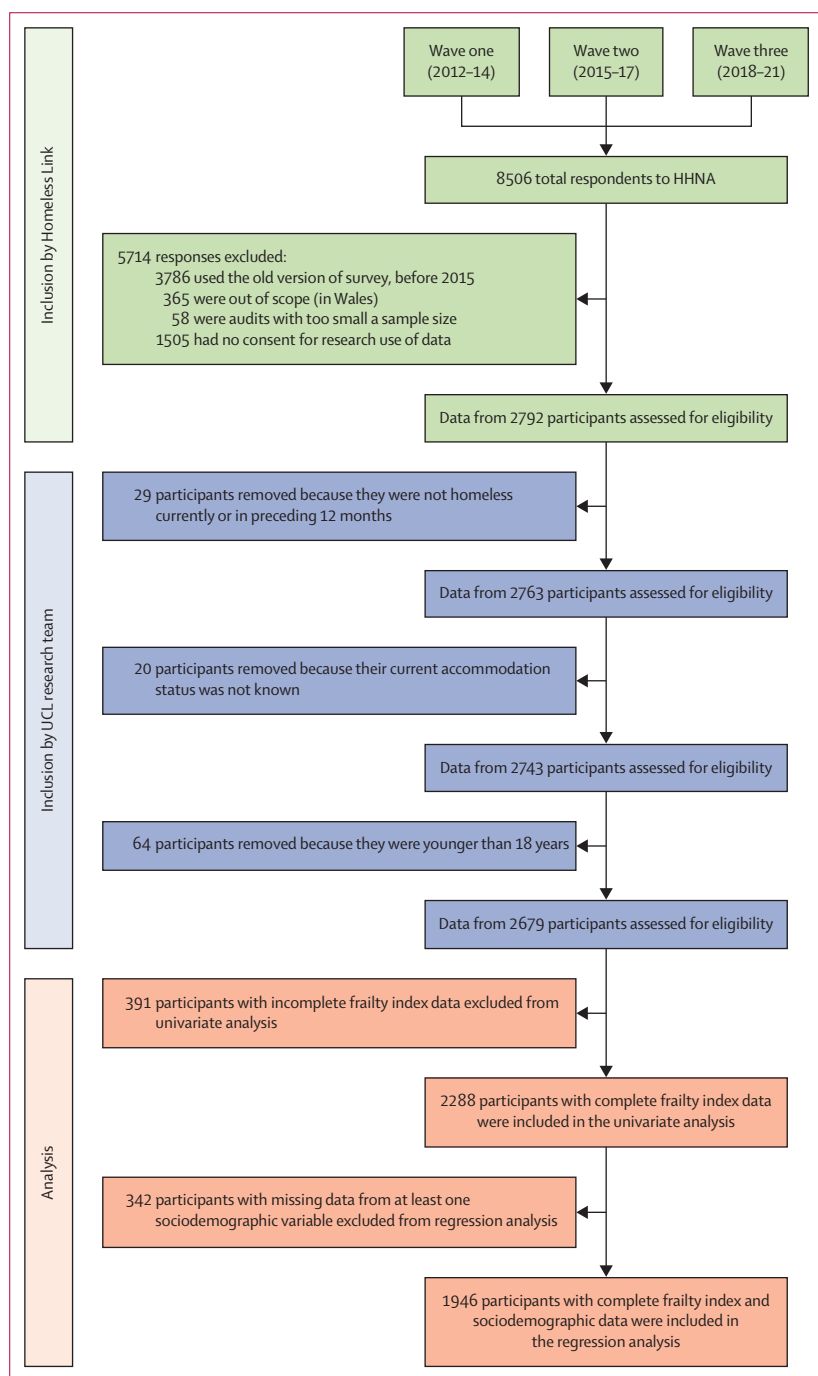 Inclusion by Homeless Link
Wave one
(2012–14)
Wave two
(2015–17)
Wave three
(2018–21)
8506 total respondents to HHNA
5714 responses excluded:
3786 used the old version of survey, before 2015
365 were out of scope (in Wales)
58 were audits with too small a sample size
1505 had no consent for research use of data
Data from 2792 participants assessed for eligibility
Inclusion by UCL research team
29 participants removed because they were not homeless
currently or in preceding 12 months
Data from 2763 participants assessed for eligibility
20 participants removed because their current accommodation
status was not known
Data from 2743 participants assessed for eligibility
64 participants removed because they were younger than 18 years
Data from 2679 participants assessed for eligibility
Analysis
391 participants with incomplete frailty index data excluded from
univariate analysis
2288 participants with complete frailty index data
were included in the univariate analysis
342 participants with missing data from at least one
sociodemographic variable excluded from regression analysis
1946 participants with complete frailty index and
sociodemographic data were included in
the regression analysis